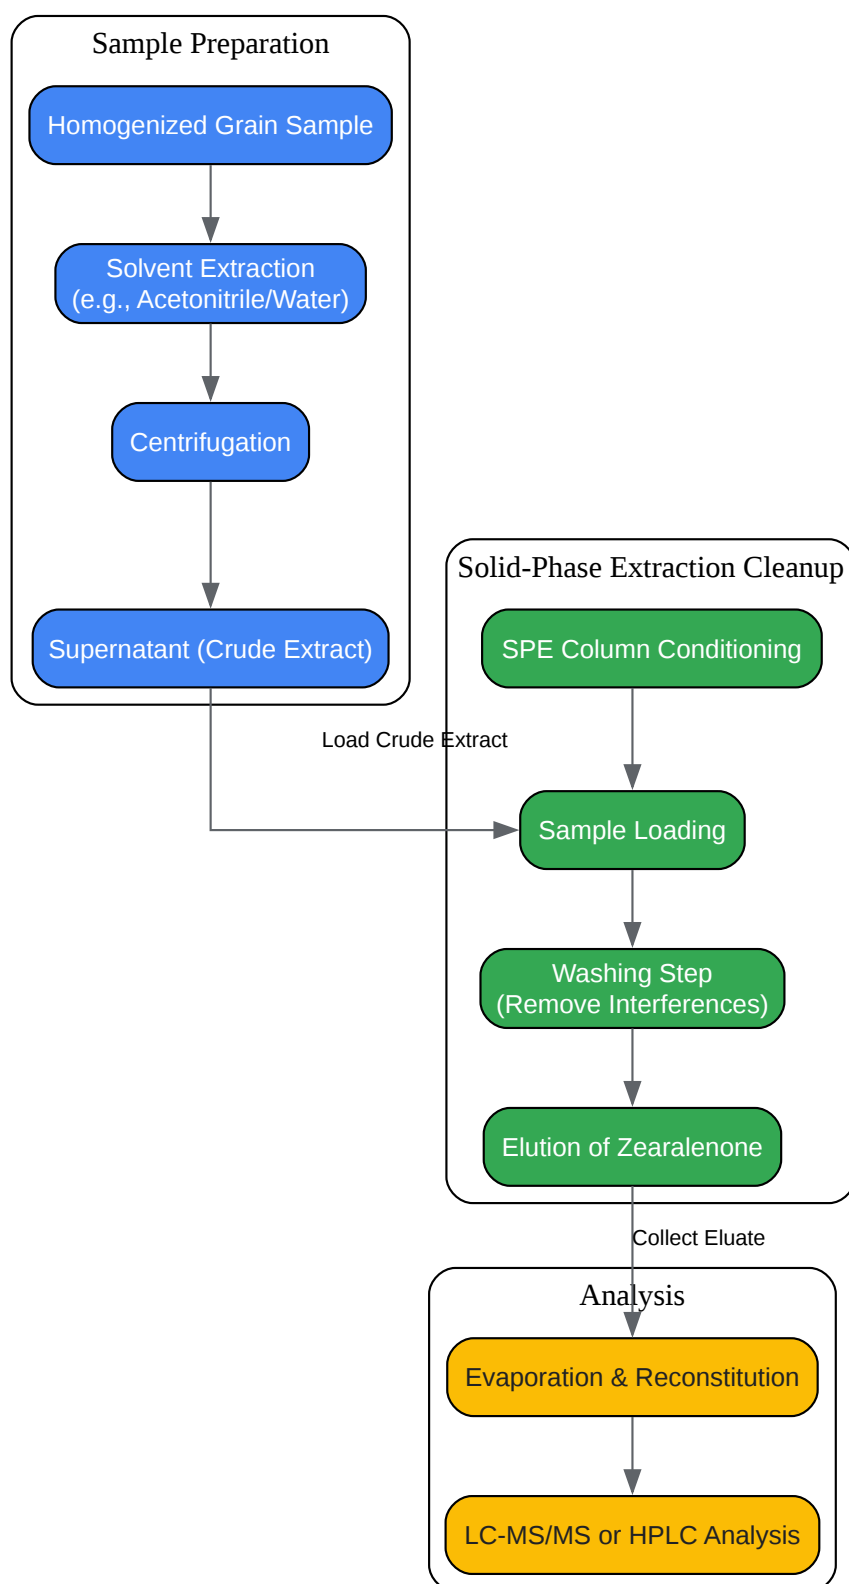 Sample Preparation
Homogenized Grain Sample
Solvent Extraction
(e.g., Acetonitrile/Water)
Centrifugation
Supernatant (Crude Extract)
Load Crude Extract
Solid-Phase Extraction Cleanup
SPE Column Conditioning
Sample Loading
Washing Step
(Remove Interferences)
Elution of Zearalenone
Collect Eluate
Analysis
Evaporation & Reconstitution
LC-MS/MS or HPLC Analysis